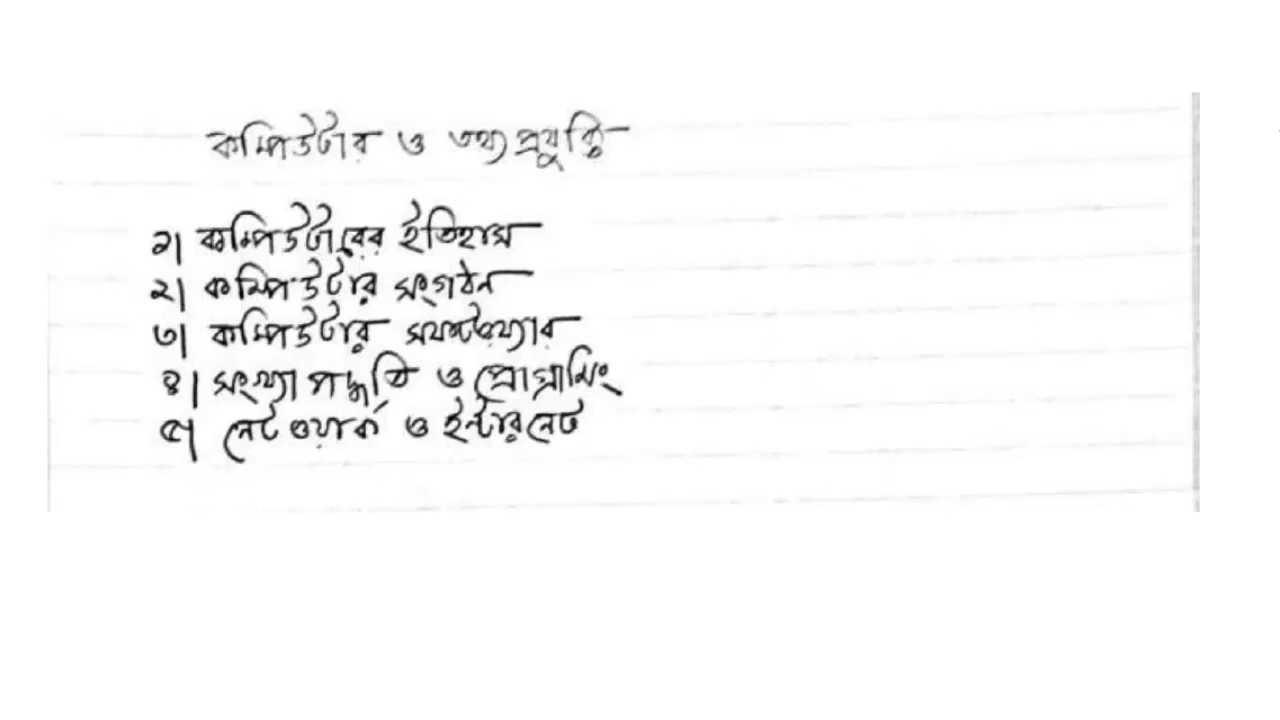 কম্পিউটার ও তথ্য প্রযুক্তি
১। কম্পিউটারের ইতিহাস
২। কম্পিউটার সংগঠন
৩। কম্পিউটার সফটওয়্যার
৪। সংখ্যা পদ্ধতি ও প্রোগ্রামিং
৫। নেটওয়ার্ক ও ইন্টারনেট